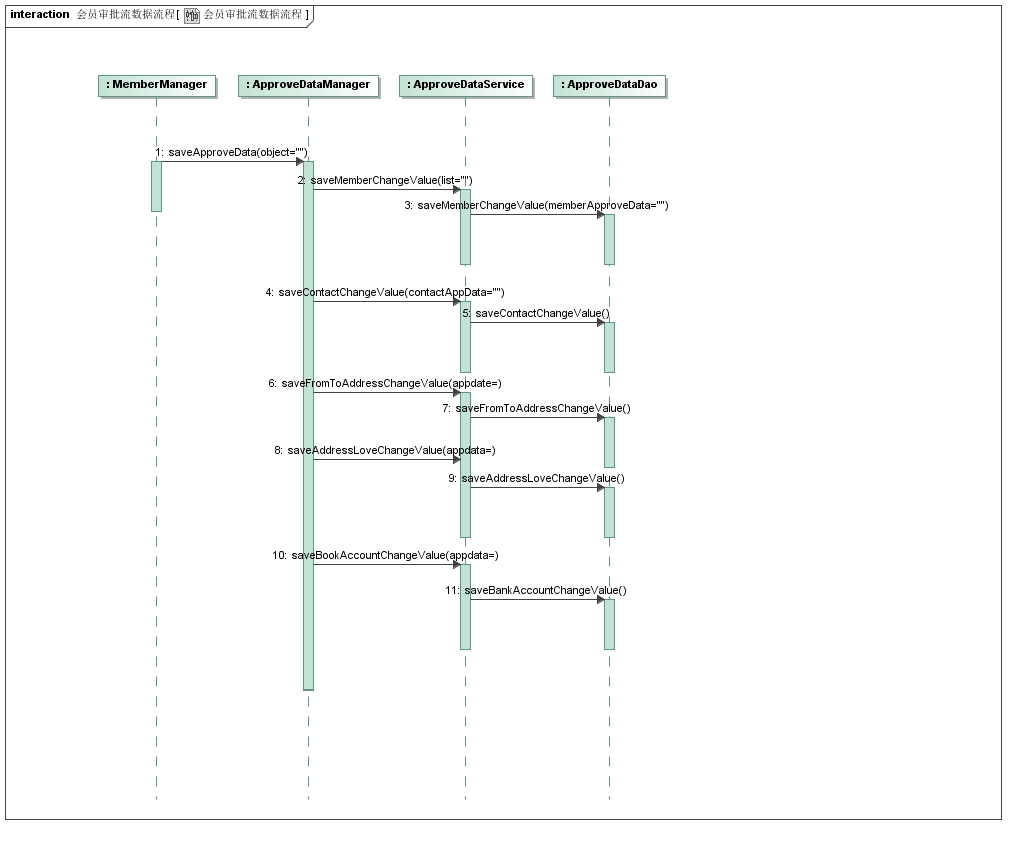 interaction 会员审批流数据流程[ 会员审批流数据流程 ]
: MemberManager : ApproveDataManager : ApproveDataService : ApproveDataDao
1: saveApproveData(object="")
2: saveMemberChangeValue(list="")
3: saveMemberChangeValue(memberApproveData="")
4: saveContactChangeValue(contactAppData="")
5: saveContactChangeValue()
6: saveFromToAddressChangeValue(appdate=)
7: saveFromToAddressChangeValue()
8: saveAddressLoveChangeValue(appdata=)
9: saveAddressLoveChangeValue()
10: saveBookAccountChangeValue(appdata=)
11: saveBankAccountChangeValue()